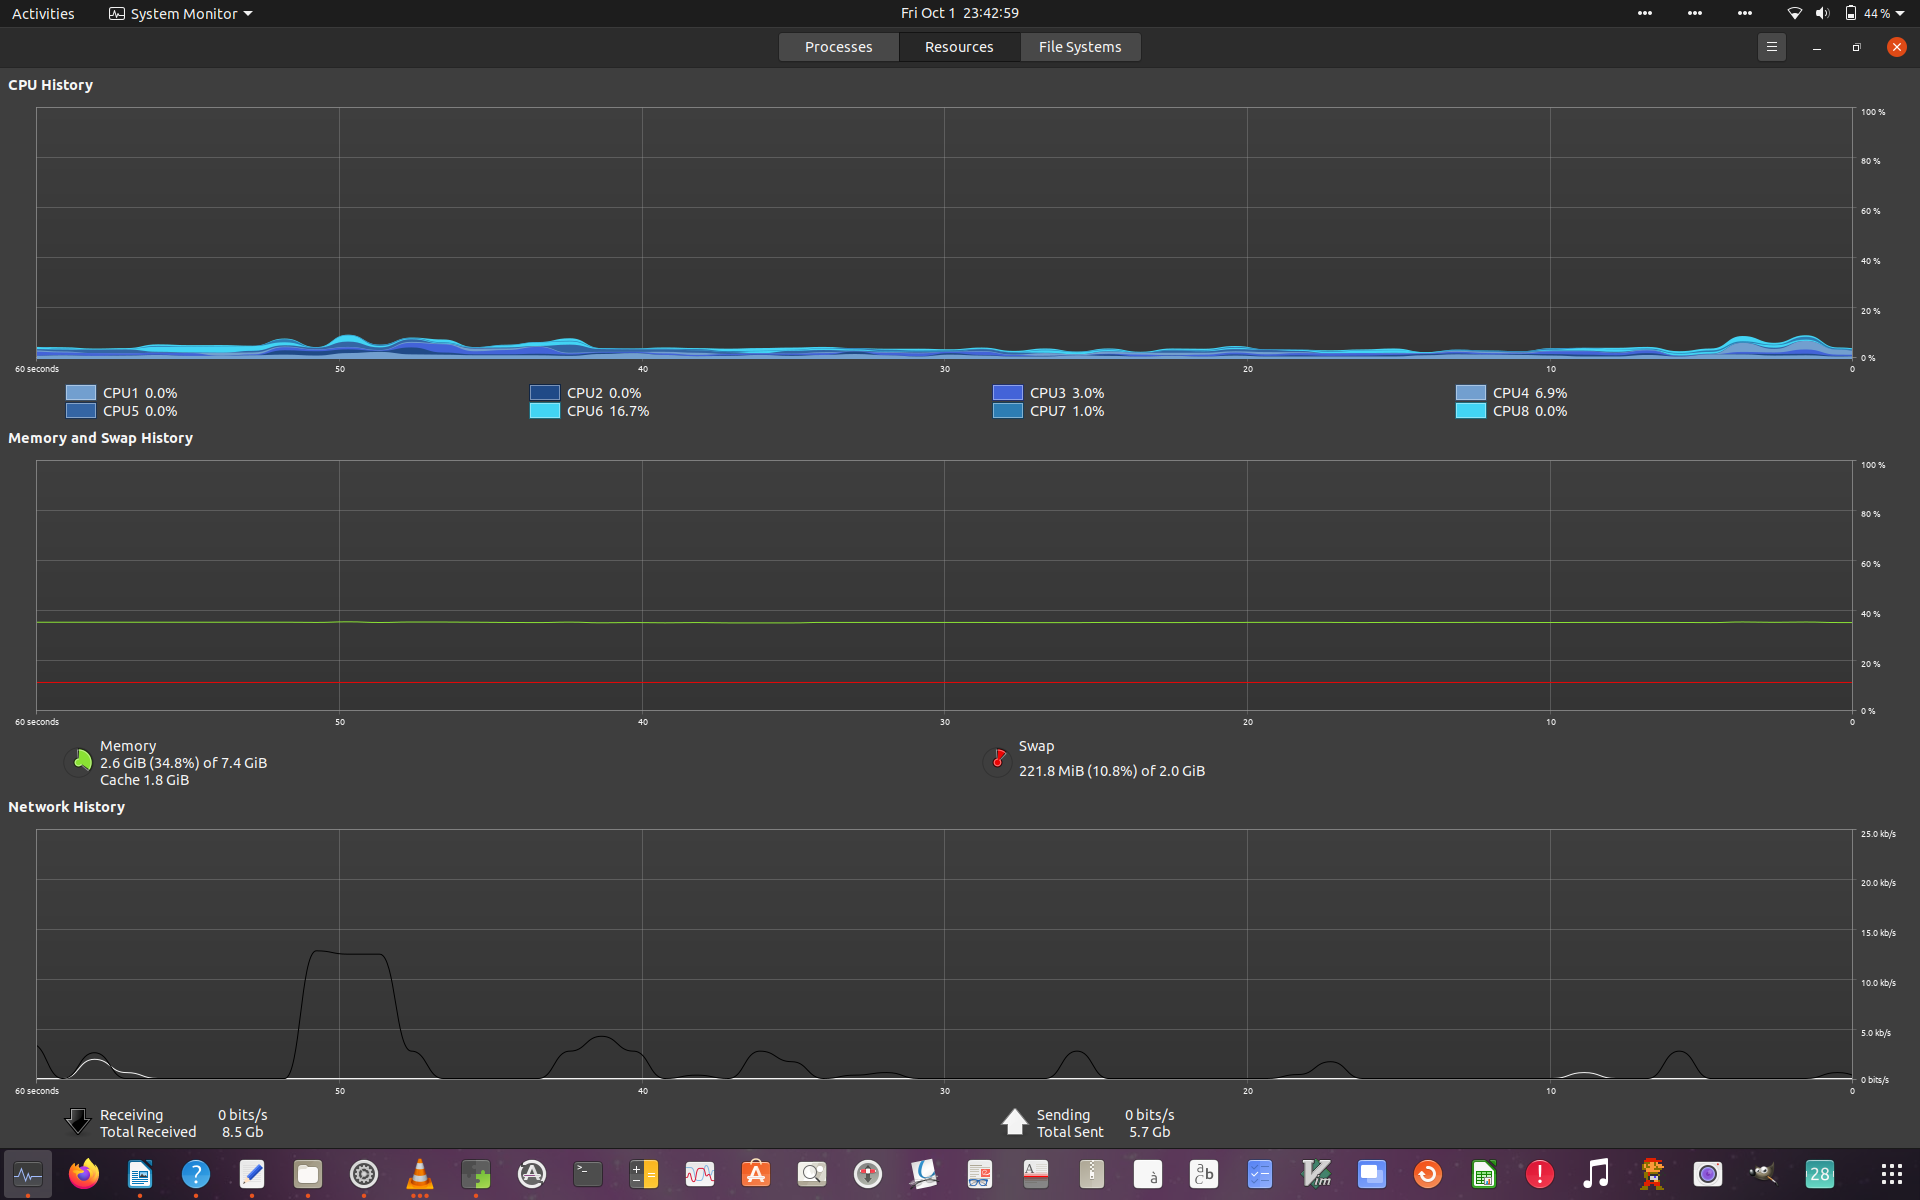 Activities
System Monitor
Fri Oct 1 23:42:59
44 %
Processes
Resources
File Systems
CPU History
100 %
80 %
60 %
40 %
20 %
0 %
60 seconds 50 40 30 20 10 0
CPU1 0.0%
CPU2 0.0%
CPU3 3.0%
CPU4 6.9%
CPU5 0.0%
CPU6 16.7%
CPU7 1.0%
CPU8 0.0%
Memory and Swap History
100 %
80 %
60 %
40 %
20 %
0 %
60 seconds 50 40 30 20 10 0
Memory
2.6 GiB (34.8%) of 7.4 GiB
Cache 1.8 GiB
Swap
221.8 MiB (10.8%) of 2.0 GiB
Network History
25.0 kb/s
20.0 kb/s
15.0 kb/s
10.0 kb/s
5.0 kb/s
0 bits/s
60 seconds 50 40 30 20 10 0
Receiving 0 bits/s
Total Received 8.5 Gb
Sending 0 bits/s
Total Sent 5.7 Gb
?
>_
A
à
a b c
Vim
!
28